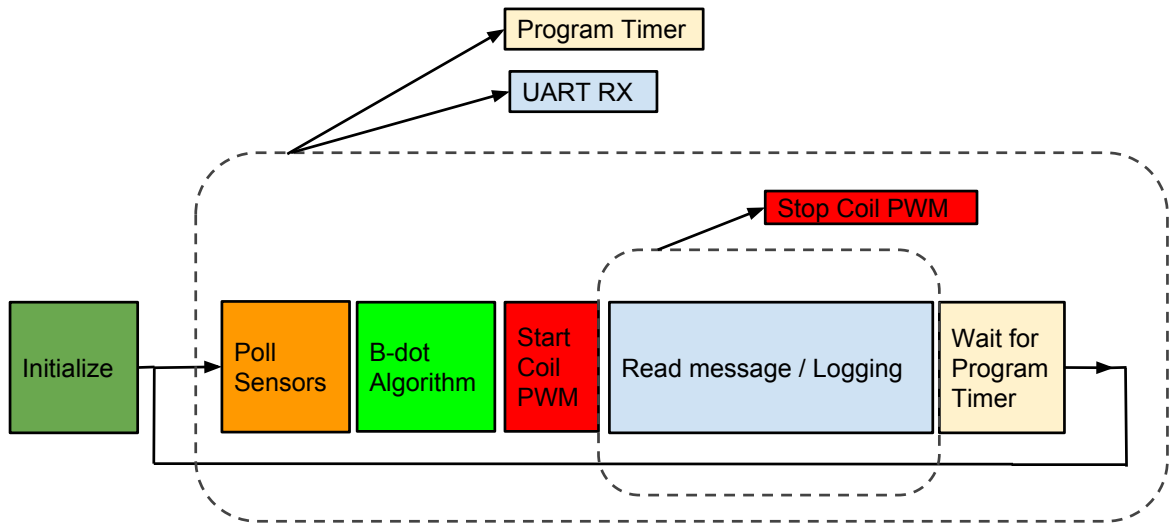 Program Timer
UART RX
Stop Coil PWM
Initialize
Poll
Sensors
B-dot
Algorithm
Start
Coil
PWM
Read message / Logging
Wait for
Program
Timer